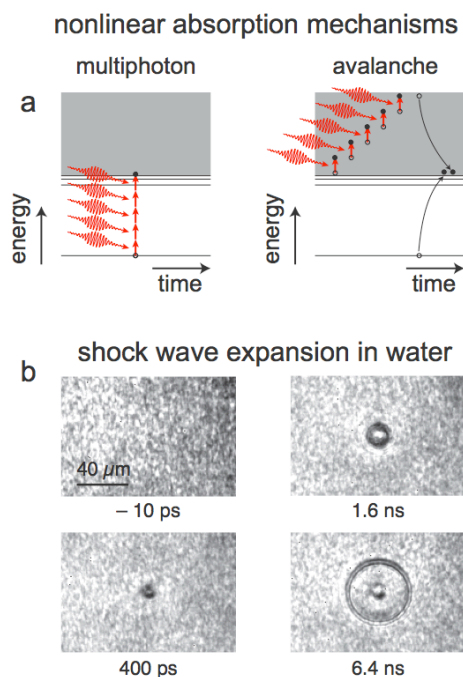 nonlinear absorption mechanisms
multiphoton
avalanche
a
energy
time
energy
time
shock wave expansion in water
b
40 µm
– 10 ps
1.6 ns
400 ps
6.4 ns